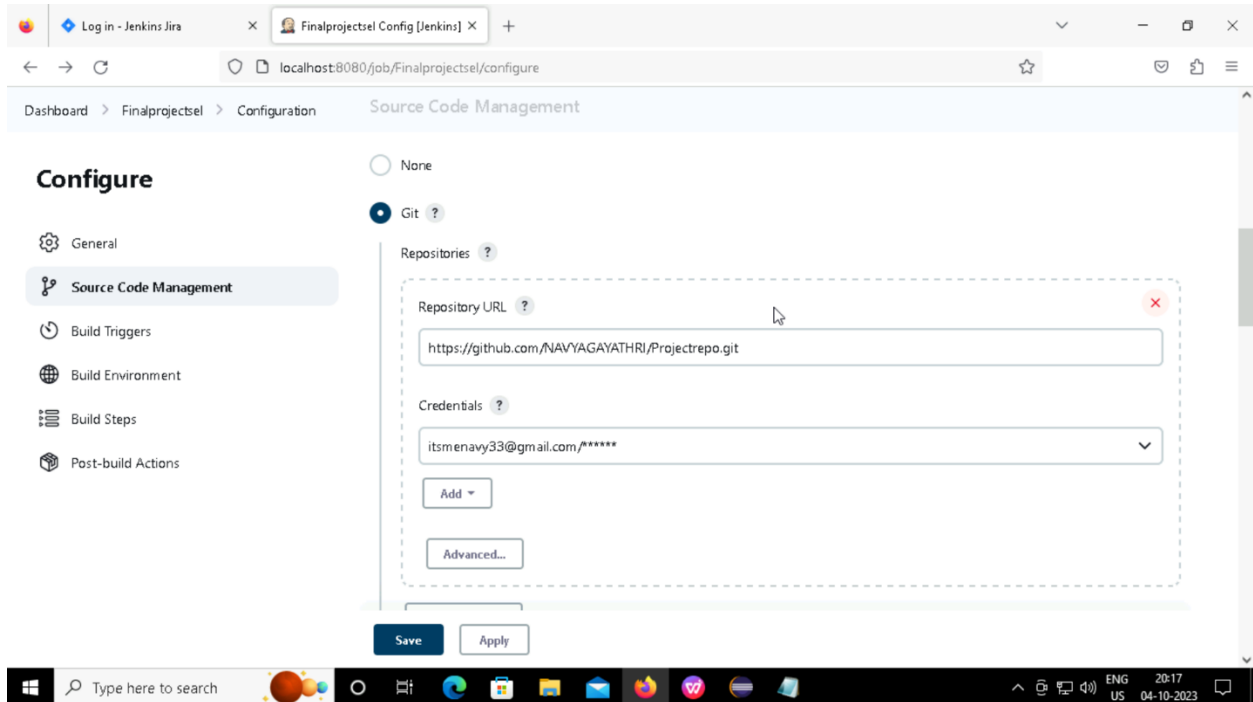 Log in - Jenkins Jira
Finalprojectsel Config [Jenkins]
localhost:8080/job/Finalprojectsel/configure
Dashboard > Finalprojectsel > Configuration
Source Code Management
Configure
General
Source Code Management
Build Triggers
Build Environment
Build Steps
Post-build Actions
None
Git ?
Repositories ?
Repository URL ?
https://github.com/NAVYAGAYATHRI/Projectrepo.git
Credentials ?
itsmenavy33@gmail.com/******
Add
Advanced...
Save Apply
Type here to search
ENG
US
20:17
04-10-2023